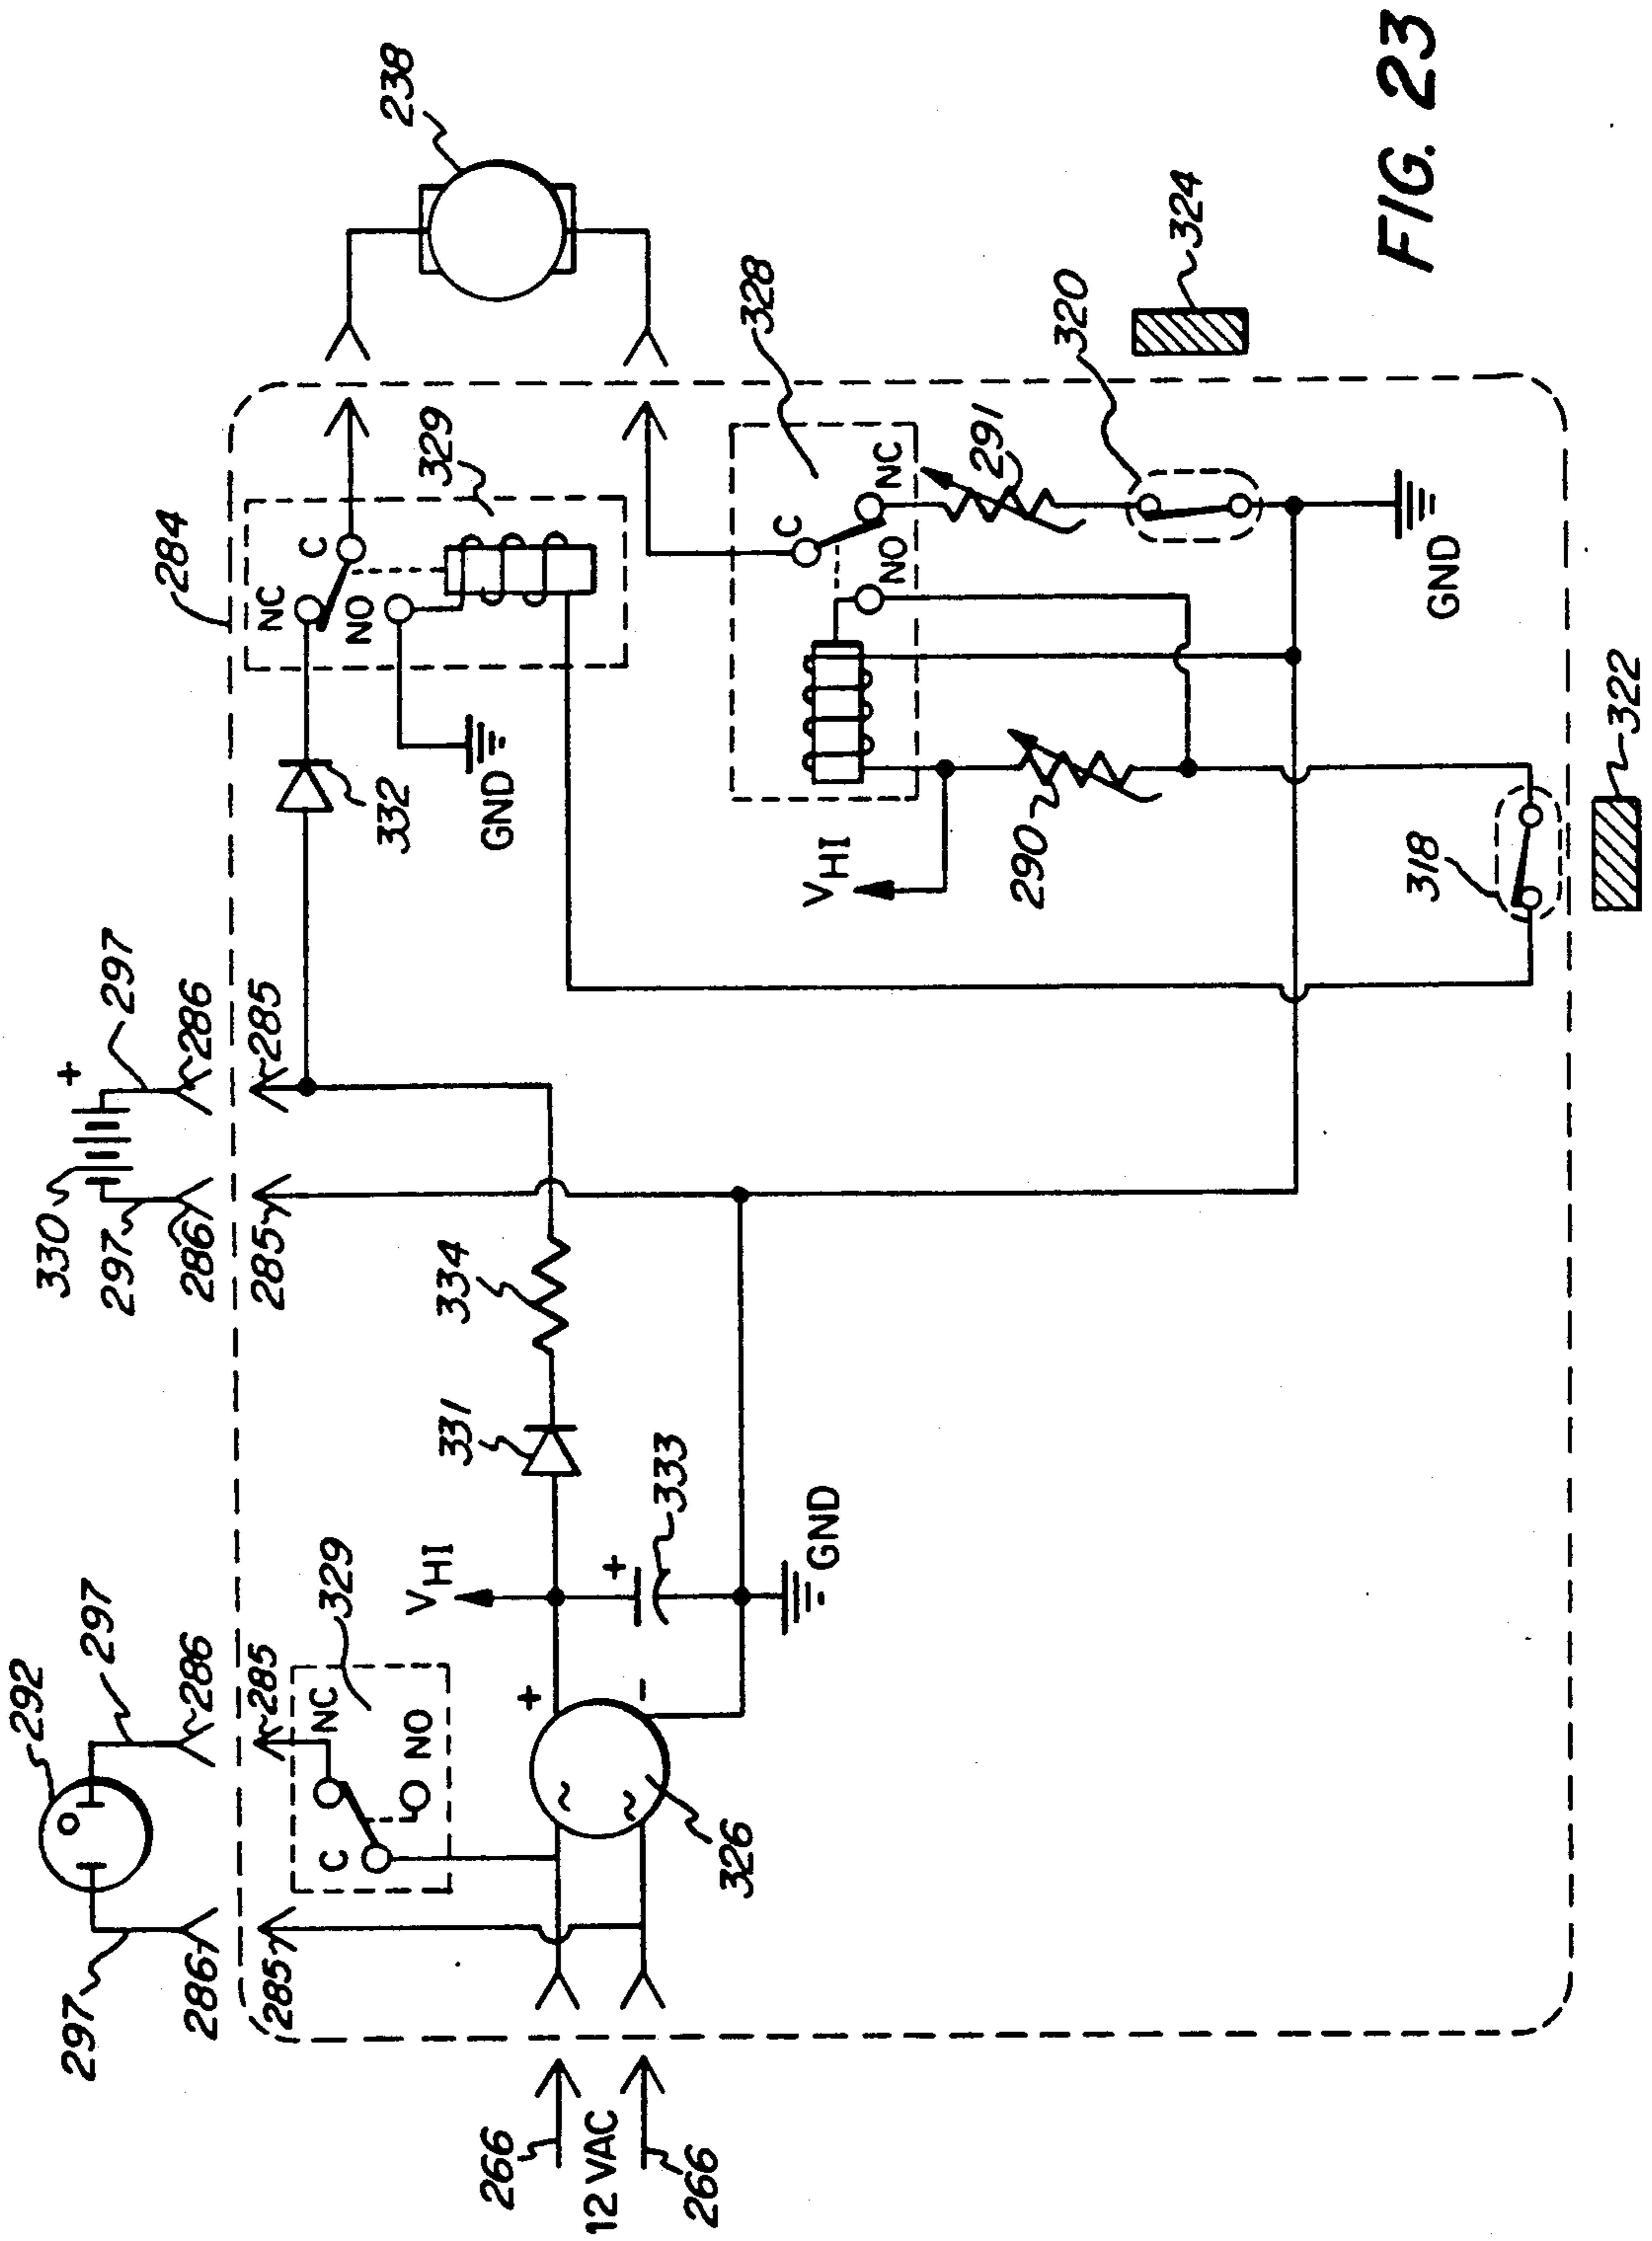 292
297
297
286
286
285
285
330
+
297
297
286
286
285
285
284
329
NC
C
NO
VHI
331
334
332
NC
C
NO
329
238
GND
+
-
+
333
~
~
326
GND
266
12 VAC
266
328
C
NC
NO
VHI
290
291
320
324
GND
318
322
FIG. 23